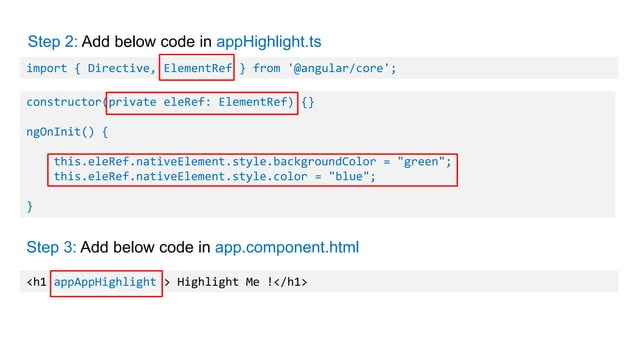 Step 2: Add below code in appHighlight.ts
import { Directive, ElementRef } from '@angular/core';
constructor(private eleRef: ElementRef) {}
ngOnInit() {
this.eleRef.nativeElement.style.backgroundColor = "green";
this.eleRef.nativeElement.style.color = "blue";
}
Step 3: Add below code in app.component.html
<h1 appAppHighlight > Highlight Me !</h1>